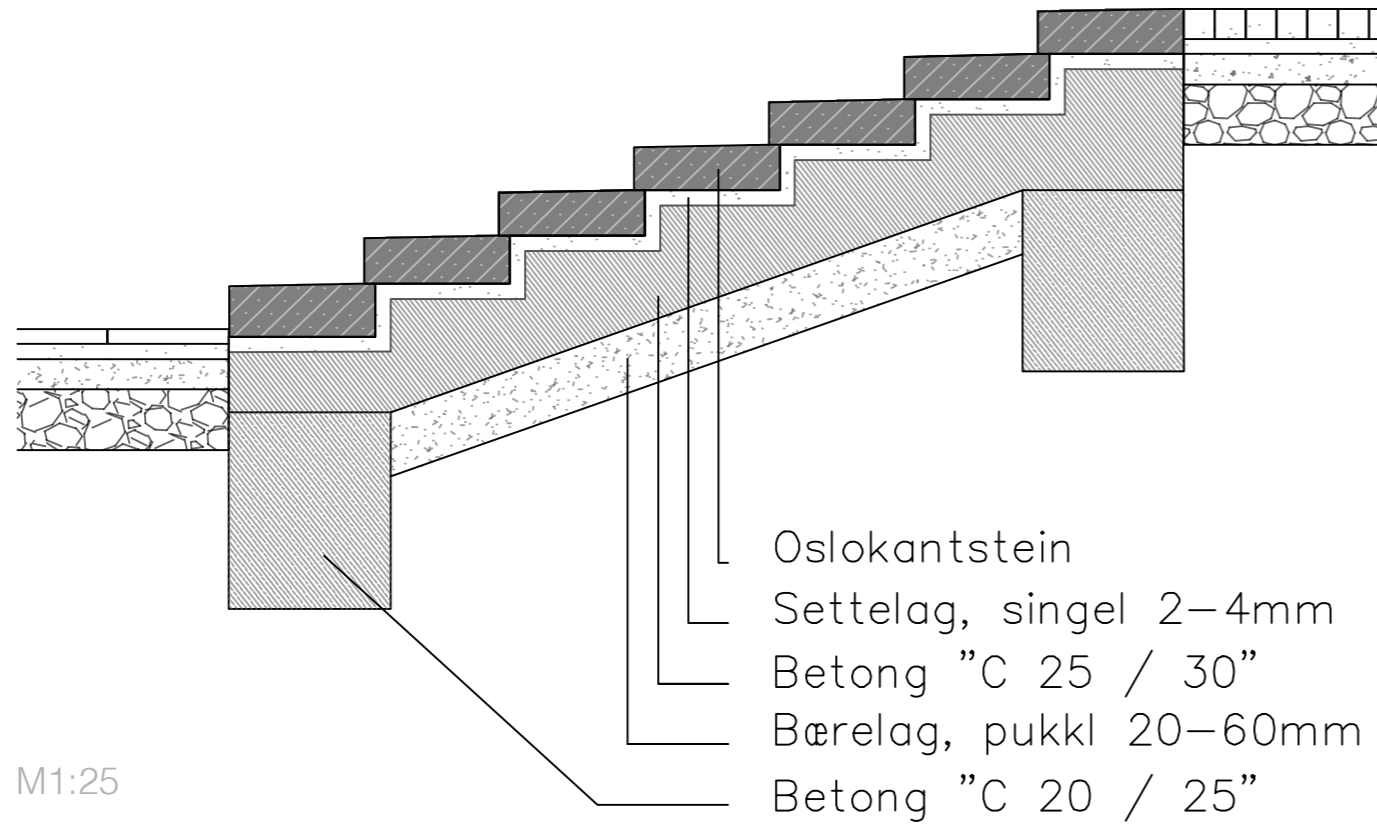 Oslokantstein
Settelag, singel 2-4mm
Betong ”C 25 / 30”
Bærelag, pukkl 20-60mm
Betong ”C 20 / 25”
M1:25